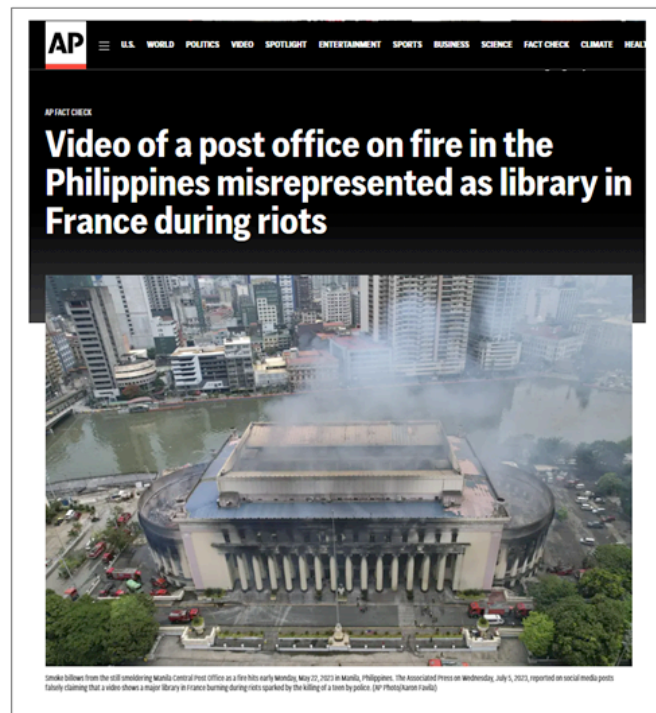 AP
U.S. WORLD POLITICS VIDEO SPOTLIGHT ENTERTAINMENT SPORTS BUSINESS SCIENCE FACT CHECK CLIMATE HEAL
AP FACT CHECK
Video of a post office on fire in the
Philippines misrepresented as library in
France during riots
Smoke billows from the still smoldering Manila Central Post Office as a fire hits early Monday, May 22, 2023 in Manila, Philippines. The Associated Press on Wednesday, July 5, 2023, reported on social media posts
falsely claiming that a video shows a major library in France burning during riots sparked by the killing of a teen by police. (AP Photo/Aaron Favila)